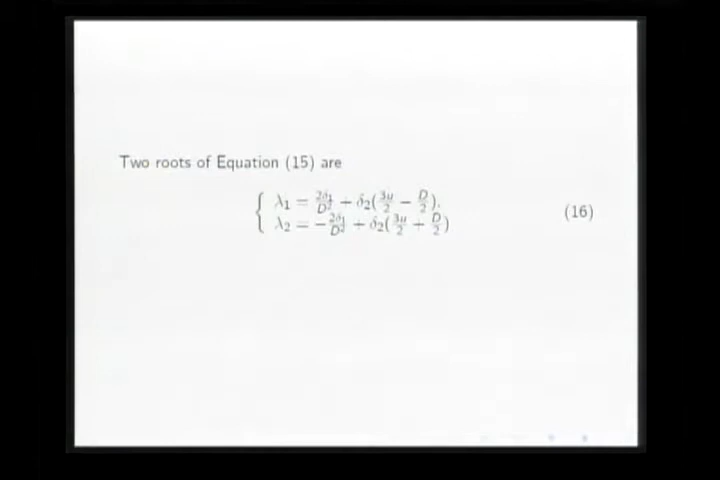 Two roots of Equation (15) are
λ₁ = 2δ₁/D² + δ₂(3u/2 − D/2).
λ₂ = −2δ₁/D² + δ₂(3u/2 + D/2)
(16)